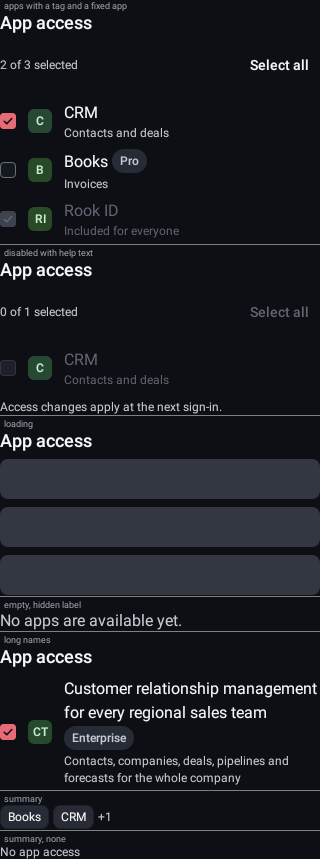 apps with a tag and a fixed app
App access
2 of 3 selected Select all
C CRM
Contacts and deals
B Books Pro
Invoices
RI Rook ID
Included for everyone
disabled with help text
App access
0 of 1 selected Select all
C CRM
Contacts and deals
Access changes apply at the next sign-in.
loading
App access
empty, hidden label
No apps are available yet.
long names
App access
Customer relationship management
for every regional sales team
CT Enterprise
Contacts, companies, deals, pipelines and
forecasts for the whole company
summary
Books CRM +1
summary, none
No app access